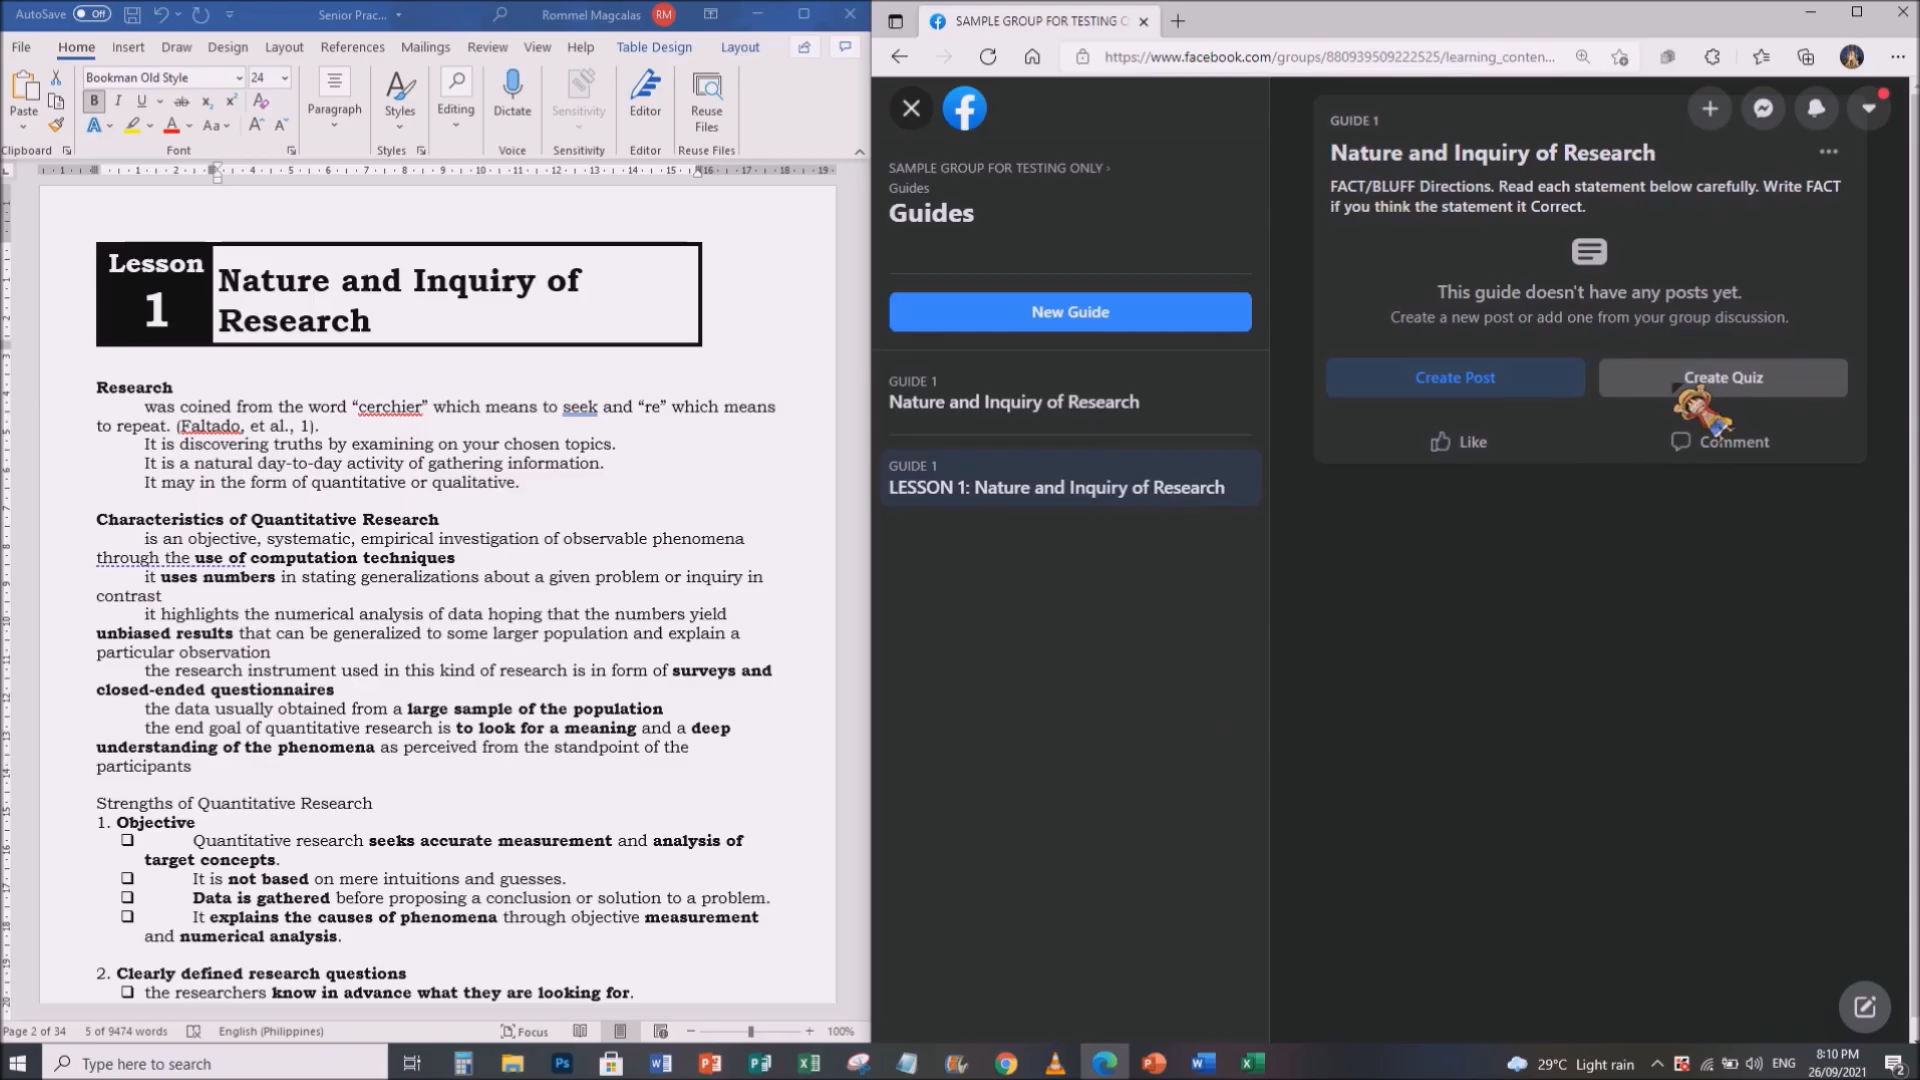 AutoSave Off
Senior Prac...
Rommel Magcalas RM
File Home Insert Draw Design Layout References Mailings Review View Help Table Design Layout
Paste
Clipboard
Bookman Old Style 24
B I U ab x₂ x²
A A Aa A A
Font
Paragraph
Styles
Styles
Editing
Dictate
Voice
Sensitivity
Sensitivity
Editor
Editor
Reuse Files
Reuse Files
Lesson
1
Nature and Inquiry of
Research
Research
was coined from the word “cerchier” which means to seek and “re” which means
to repeat. (Faltado, et al., 1).
It is discovering truths by examining on your chosen topics.
It is a natural day-to-day activity of gathering information.
It may in the form of quantitative or qualitative.
Characteristics of Quantitative Research
is an objective, systematic, empirical investigation of observable phenomena
through the use of computation techniques
it uses numbers in stating generalizations about a given problem or inquiry in
contrast
it highlights the numerical analysis of data hoping that the numbers yield
unbiased results that can be generalized to some larger population and explain a
particular observation
the research instrument used in this kind of research is in form of surveys and
closed-ended questionnaires
the data usually obtained from a large sample of the population
the end goal of quantitative research is to look for a meaning and a deep
understanding of the phenomena as perceived from the standpoint of the
participants
Strengths of Quantitative Research
1. Objective
Quantitative research seeks accurate measurement and analysis of
target concepts.
It is not based on mere intuitions and guesses.
Data is gathered before proposing a conclusion or solution to a problem.
It explains the causes of phenomena through objective measurement
and numerical analysis.
2. Clearly defined research questions
the researchers know in advance what they are looking for.
Page 2 of 34 5 of 9474 words English (Philippines) Focus 100%
SAMPLE GROUP FOR TESTING O
https://www.facebook.com/groups/880939509222525/learning_conten...
SAMPLE GROUP FOR TESTING ONLY ›
Guides
Guides
New Guide
GUIDE 1
Nature and Inquiry of Research
GUIDE 1
LESSON 1: Nature and Inquiry of Research
GUIDE 1
Nature and Inquiry of Research
FACT/BLUFF Directions. Read each statement below carefully. Write FACT
if you think the statement it Correct.
This guide doesn't have any posts yet.
Create a new post or add one from your group discussion.
Create Post
Create Quiz
Like
Comment
Type here to search
29°C Light rain
ENG
8:10 PM
26/09/2021
2